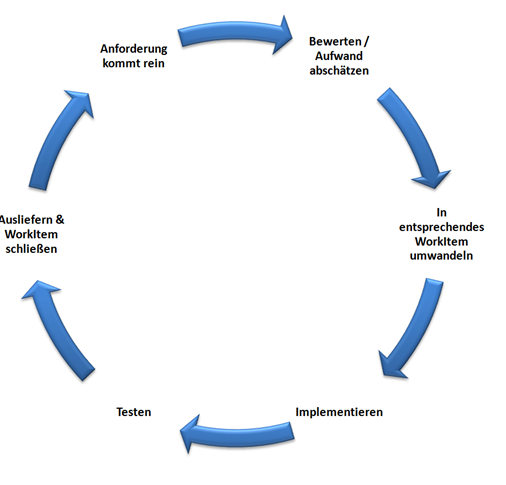 Anforderung
kommt rein
Bewerten /
Aufwand
abschätzen
In
entsprechendes
WorkItem
umwandeln
Implementieren
Testen
Ausliefern &
WorkItem
schließen